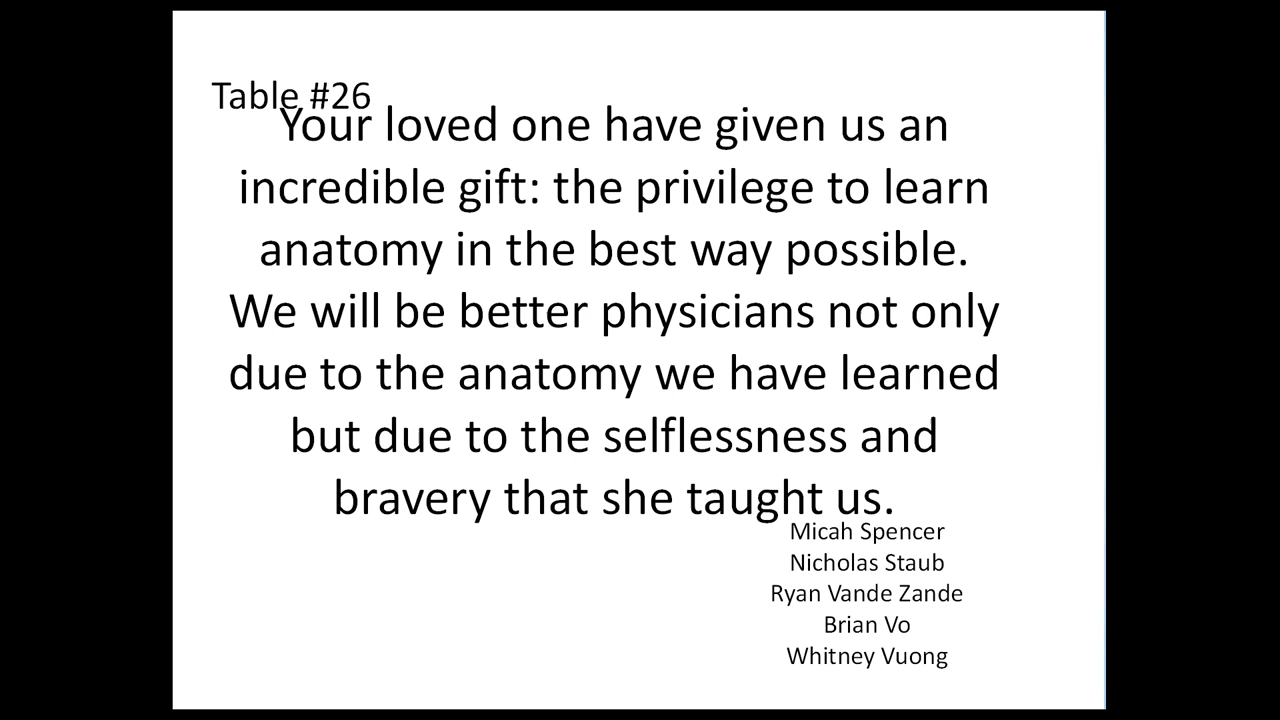 Table #26
Your loved one have given us an
incredible gift: the privilege to learn
anatomy in the best way possible.
We will be better physicians not only
due to the anatomy we have learned
but due to the selflessness and
bravery that she taught us.
Micah Spencer
Nicholas Staub
Ryan Vande Zande
Brian Vo
Whitney Vuong